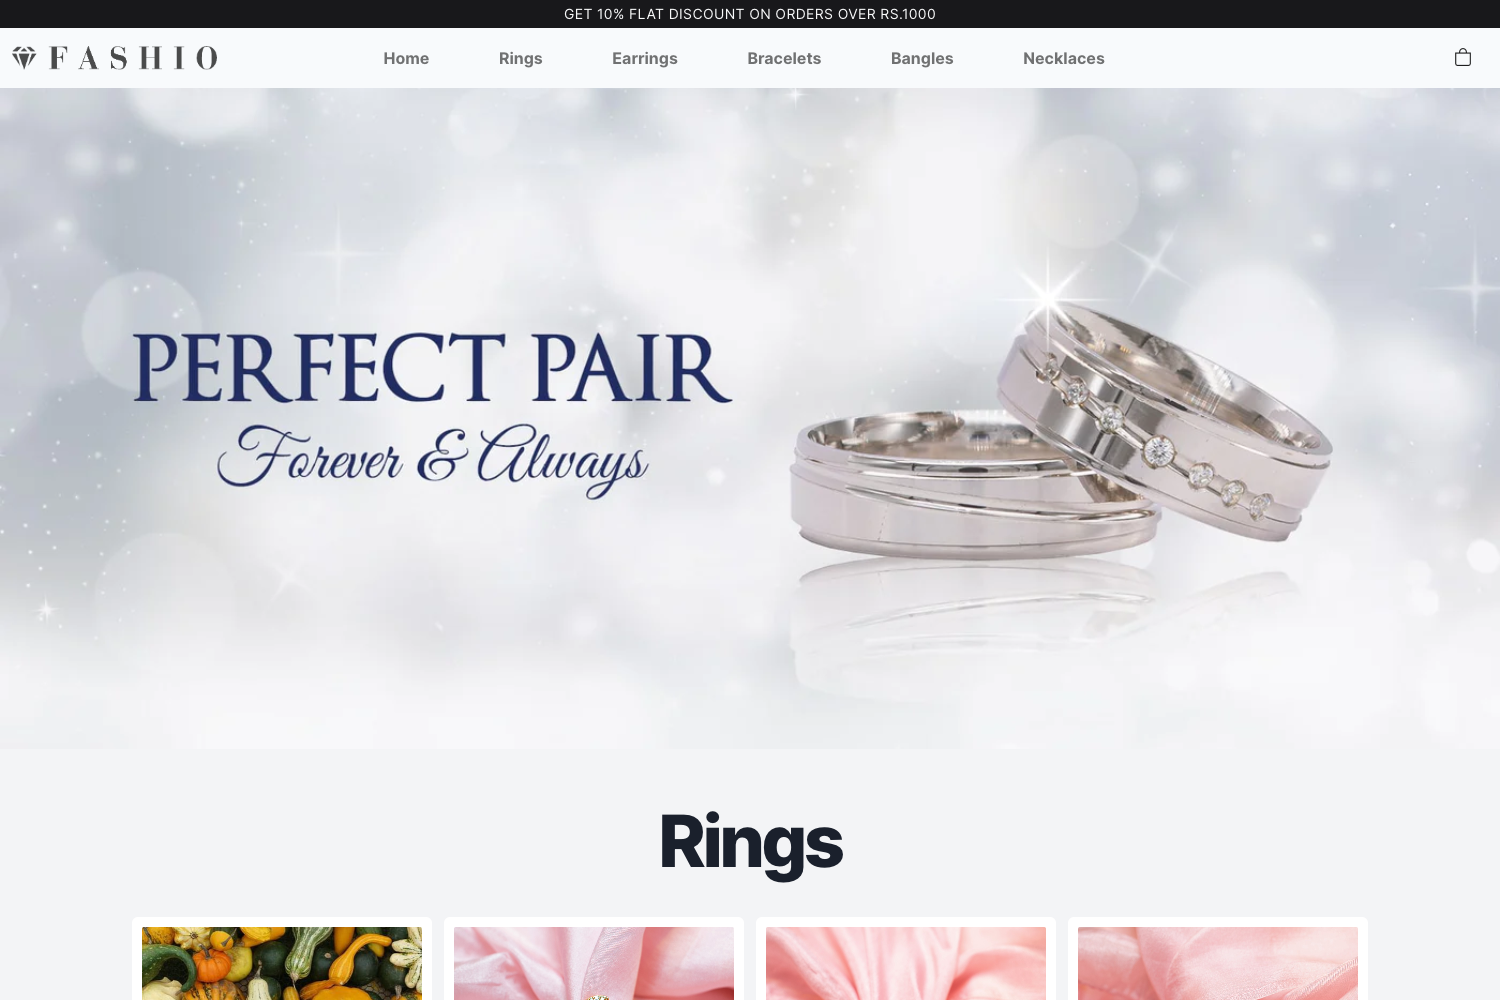 GET 10% FLAT DISCOUNT ON ORDERS OVER RS.1000
FASHIO
Home
Rings
Earrings
Bracelets
Bangles
Necklaces
PERFECT PAIR
Forever & Always
Rings